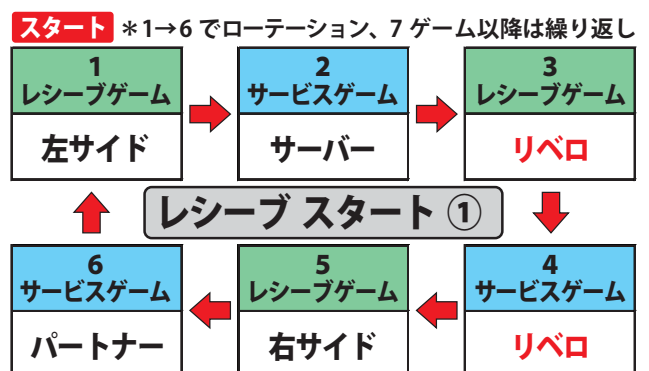 スタート ＊1→6 でローテーション、7 ゲーム以降は繰り返し
1
レシーブゲーム
左サイド
2
サービスゲーム
サーバー
3
レシーブゲーム
リベロ
レシーブ スタート ①
4
サービスゲーム
リベロ
5
レシーブゲーム
右サイド
6
サービスゲーム
パートナー